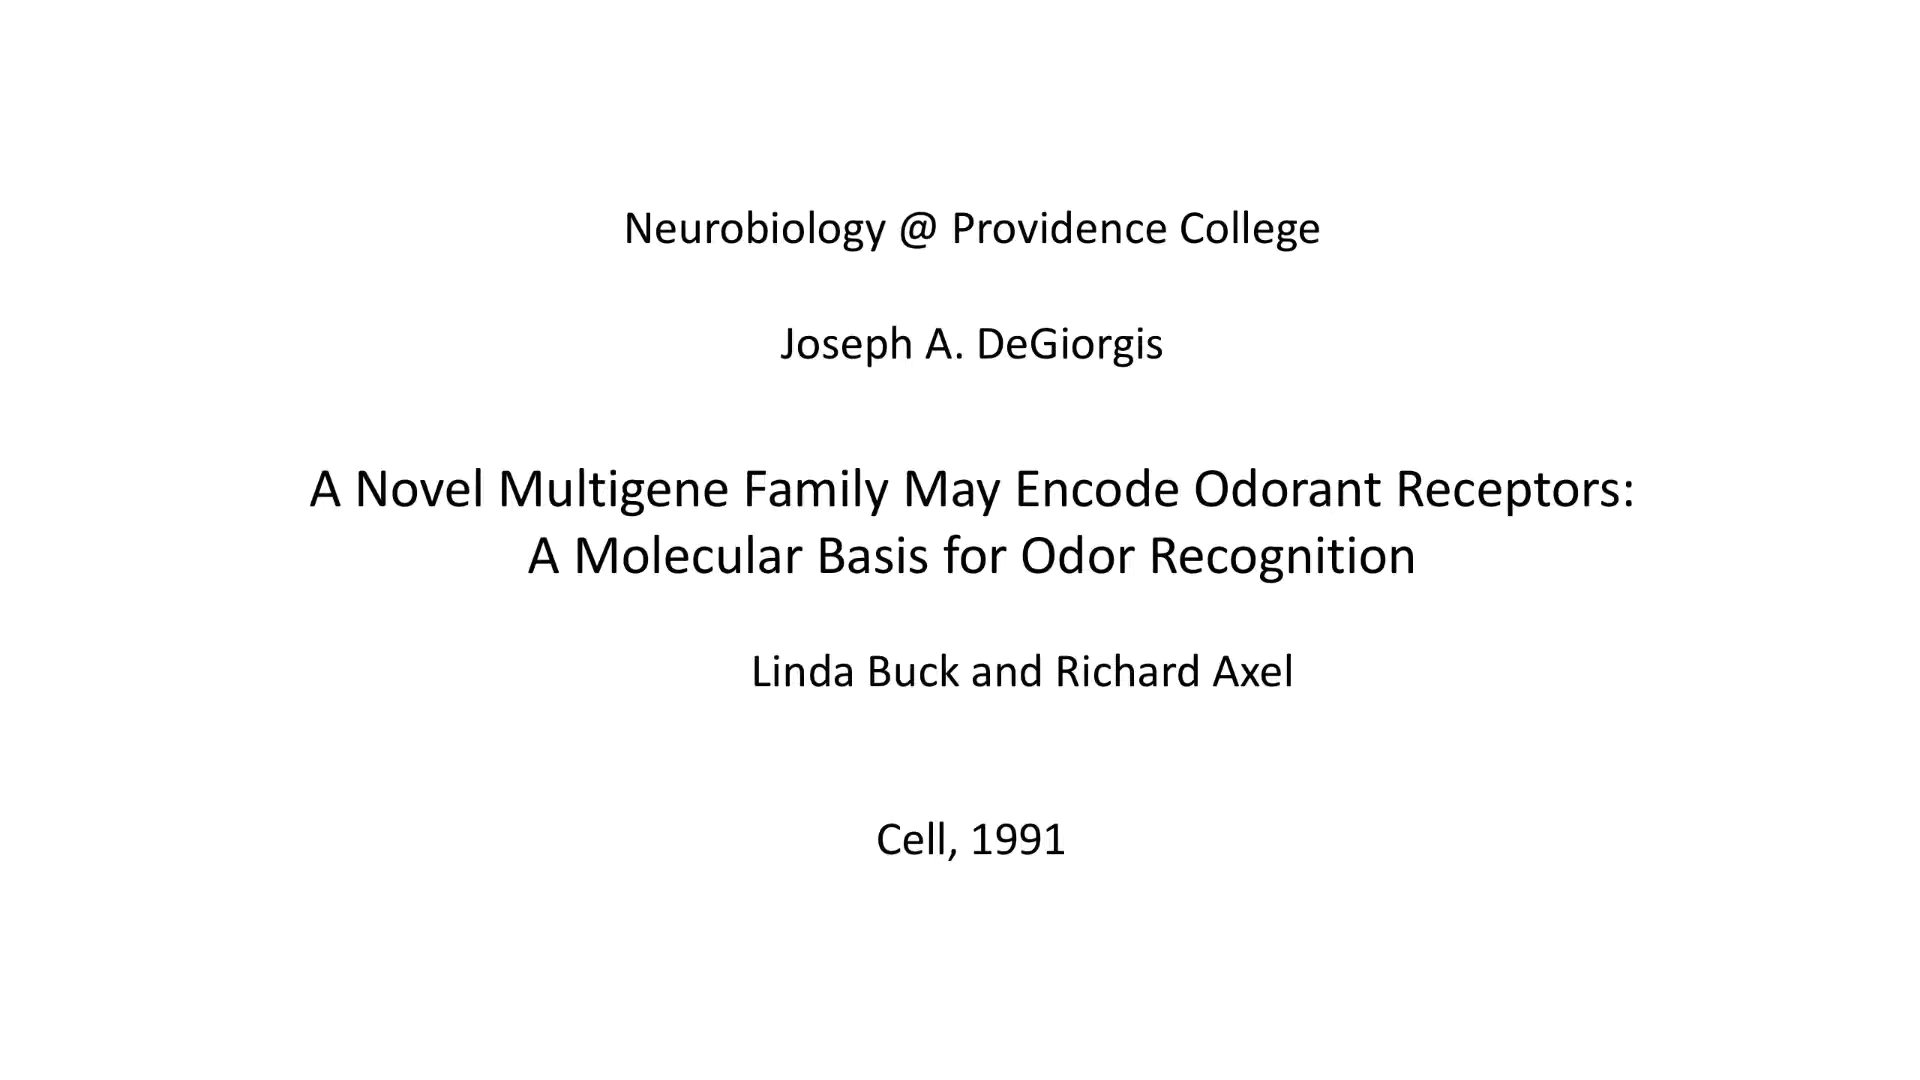 Neurobiology @ Providence College
Joseph A. DeGiorgis
A Novel Multigene Family May Encode Odorant Receptors:
A Molecular Basis for Odor Recognition
Linda Buck and Richard Axel
Cell, 1991